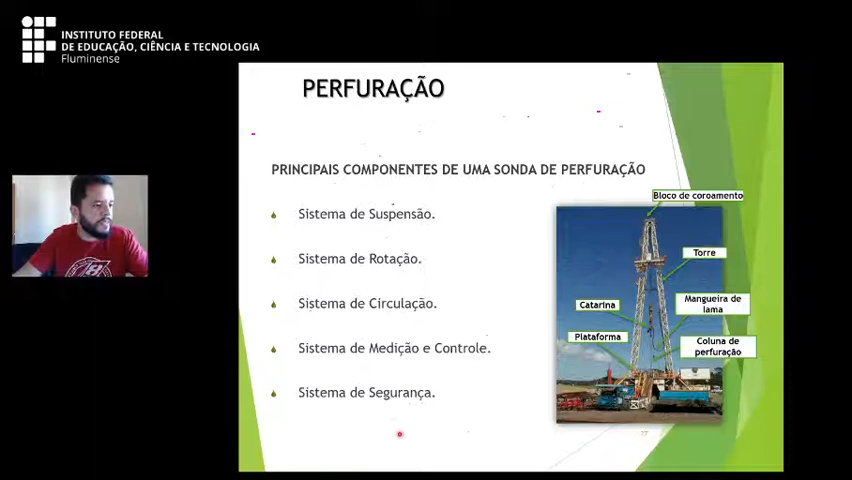 INSTITUTO FEDERAL
DE EDUCAÇÃO, CIÊNCIA E TECNOLOGIA
Fluminense
PERFURAÇÃO
PRINCIPAIS COMPONENTES DE UMA SONDA DE PERFURAÇÃO
Sistema de Suspensão.
Sistema de Rotação.
Sistema de Circulação.
Sistema de Medição e Controle.
Sistema de Segurança.
Bloco de coroamento
Torre
Catarina
Mangueira de
lama
Plataforma
Coluna de
perfuração
27